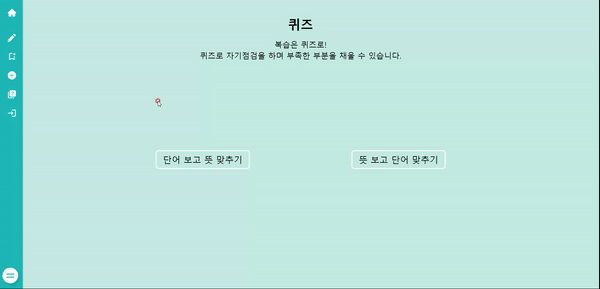 퀴즈
복습은 퀴즈로!
퀴즈로 자기점검을 하며 부족한 부분을 채울 수 있습니다.
단어 보고 뜻 맞추기
뜻 보고 단어 맞추기